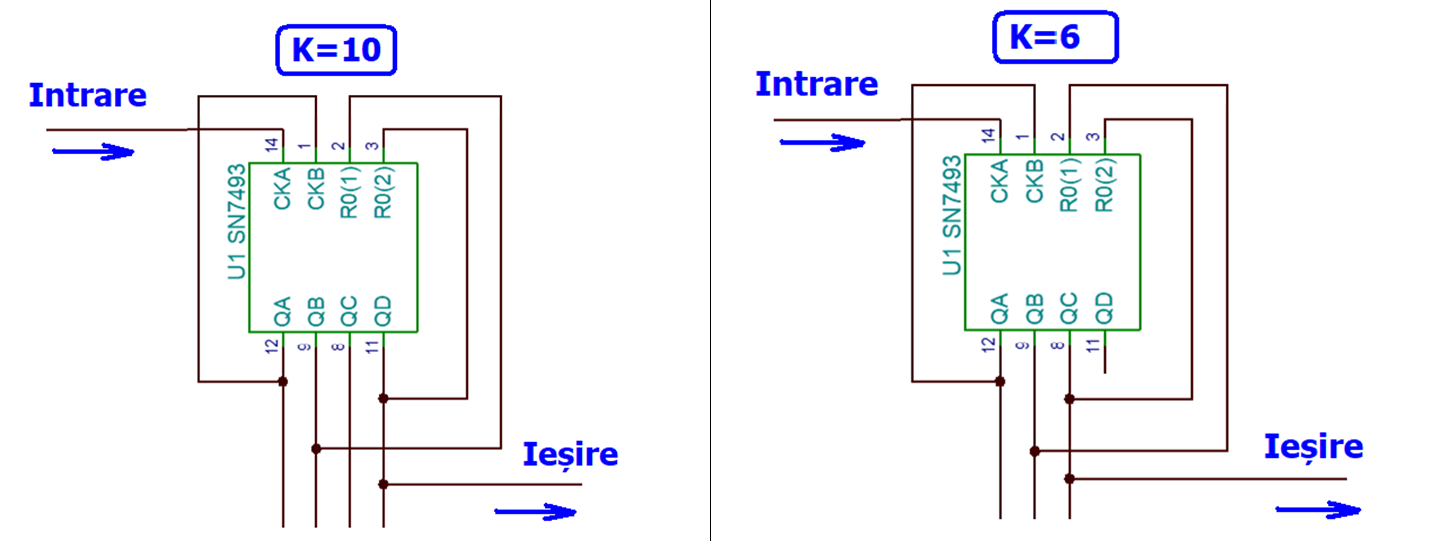 K=10
Intrare
14 1 2 3
CKA CKB R0(1) R0(2)
U1 SN7493
QA QB QC QD
12 9 8 11
Ieșire
K=6
Intrare
14 1 2 3
CKA CKB R0(1) R0(2)
U1 SN7493
QA QB QC QD
12 9 8 11
Ieșire